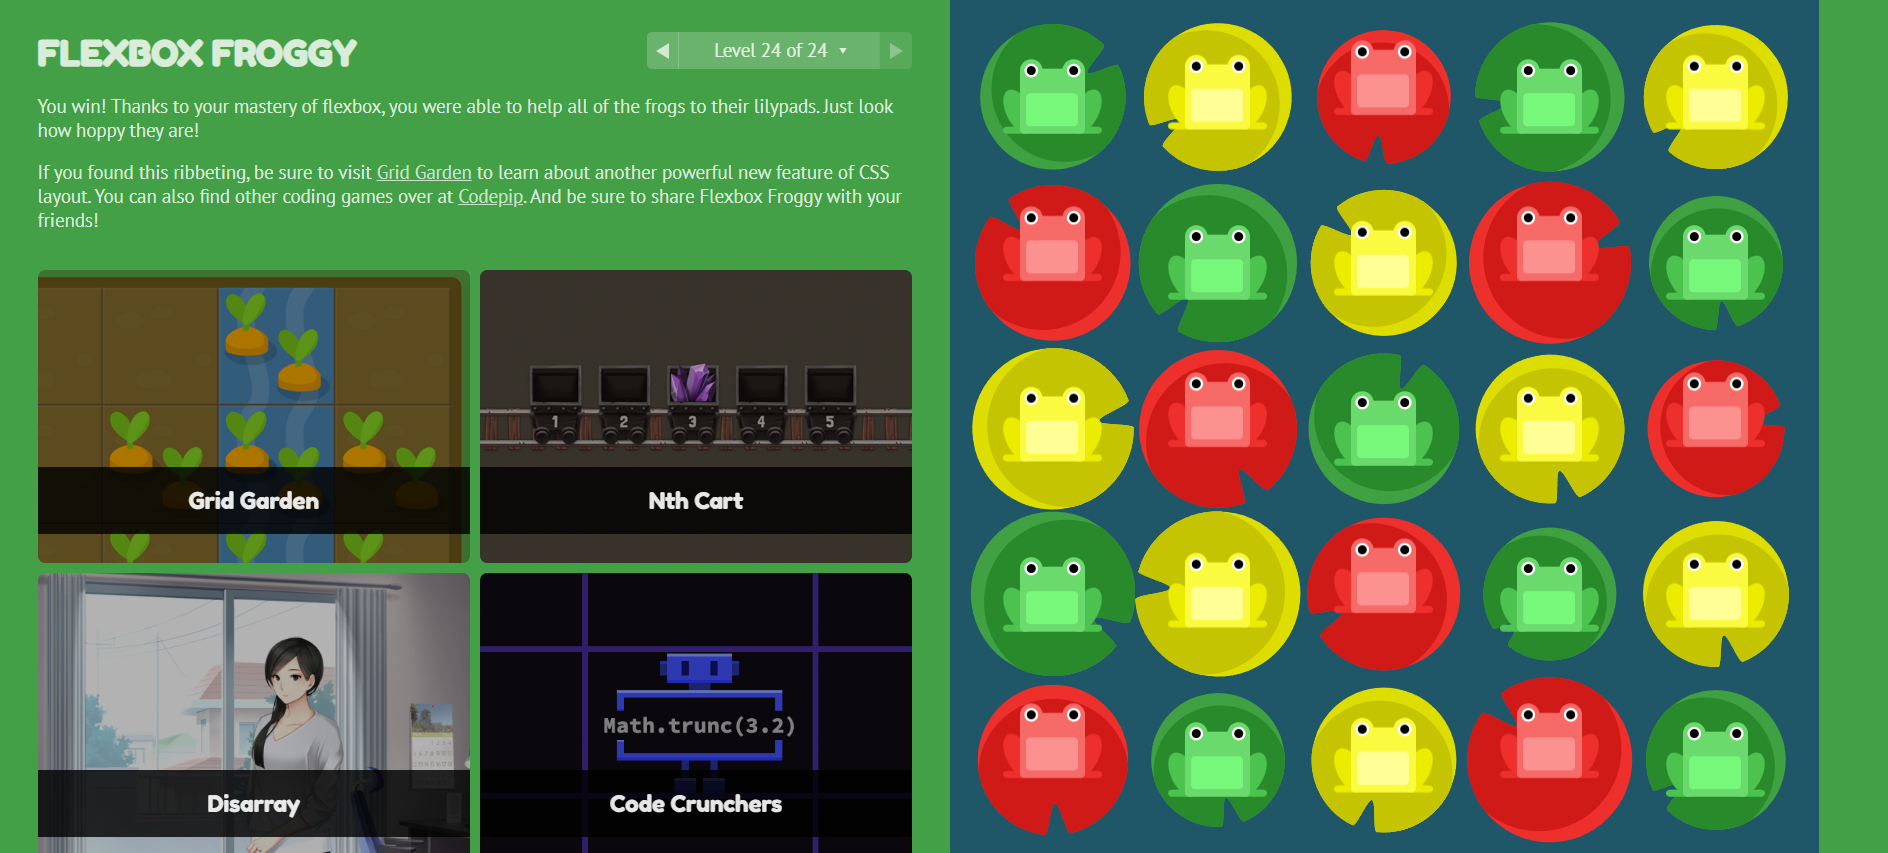 FLEXBOX FROGGY
Level 24 of 24
You win! Thanks to your mastery of flexbox, you were able to help all of the frogs to their lilypads. Just look
how hoppy they are!
If you found this ribbeting, be sure to visit Grid Garden to learn about another powerful new feature of CSS
layout. You can also find other coding games over at Codepip. And be sure to share Flexbox Froggy with your
friends!
Grid Garden
1 2 3 4 5
Nth Cart
Disarray
Math.trunc(3.2)
Code Crunchers